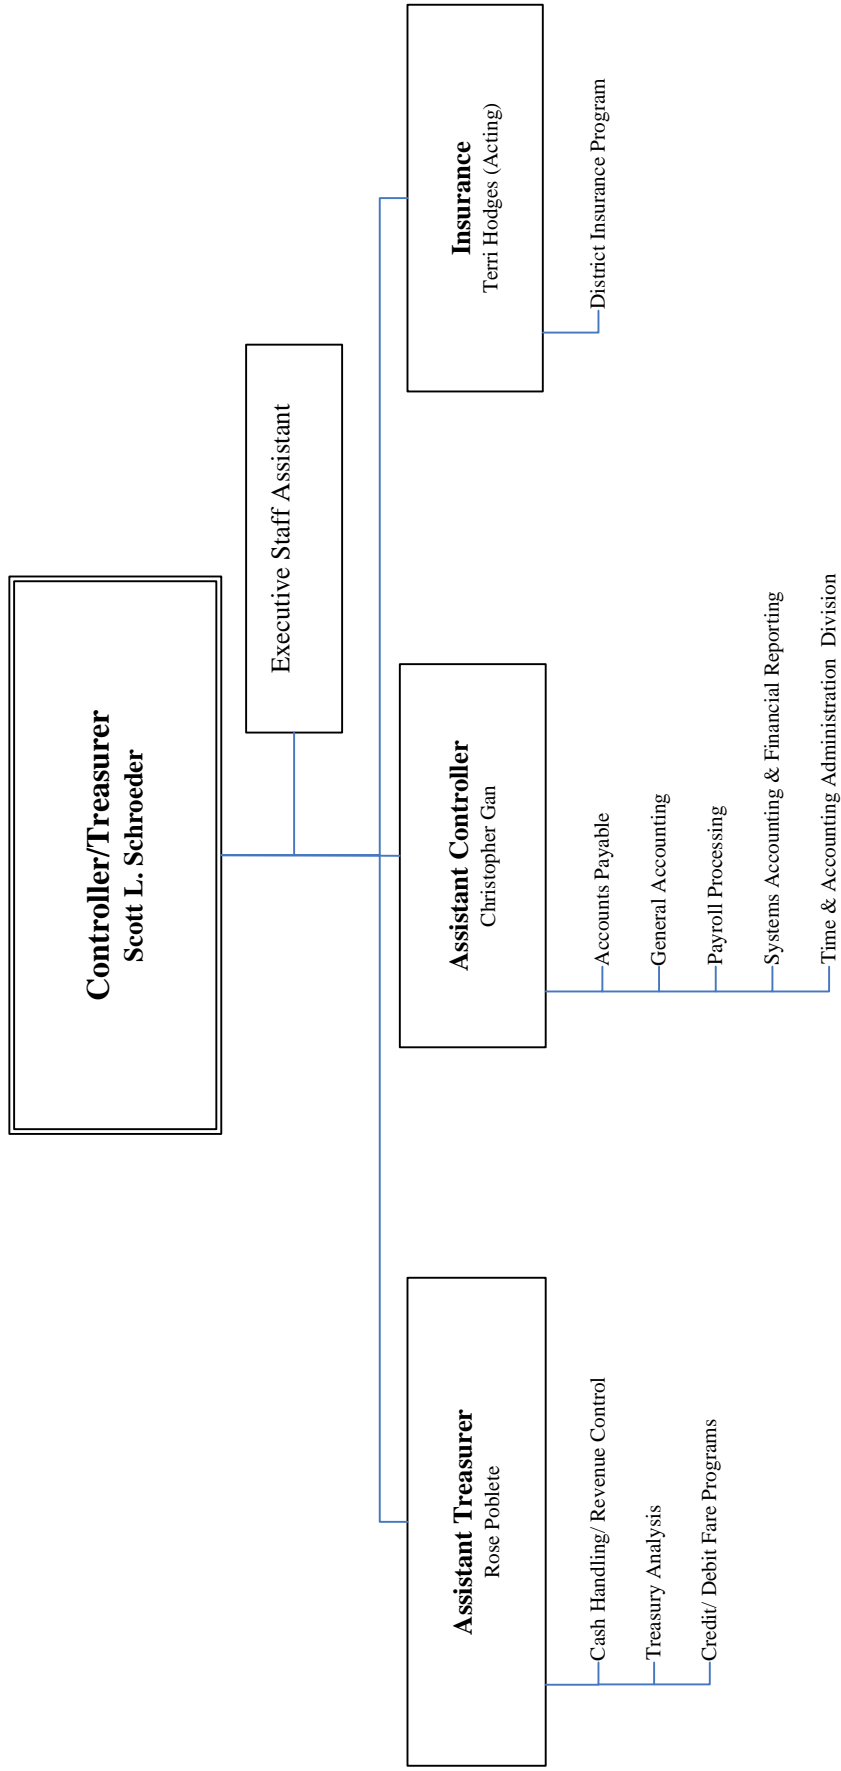 Controller/Treasurer
Scott L. Schroeder
Executive Staff Assistant
Assistant Treasurer
Rose Poblete
Cash Handling/ Revenue Control
Treasury Analysis
Credit/ Debit Fare Programs
Assistant Controller
Christopher Gan
Accounts Payable
General Accounting
Payroll Processing
Systems Accounting & Financial Reporting
Time & Accounting Administration  Division
Insurance
Terri Hodges (Acting)
District Insurance Program